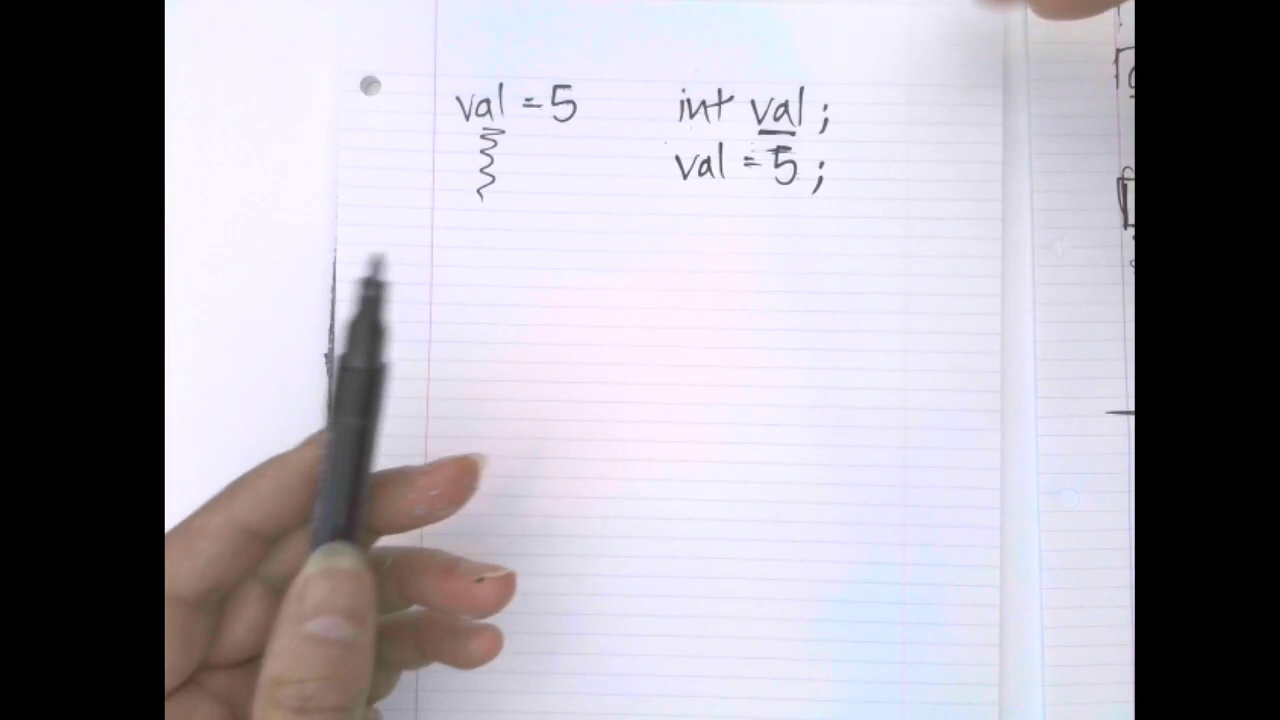 val = 5
int val ;
val = 5 ;